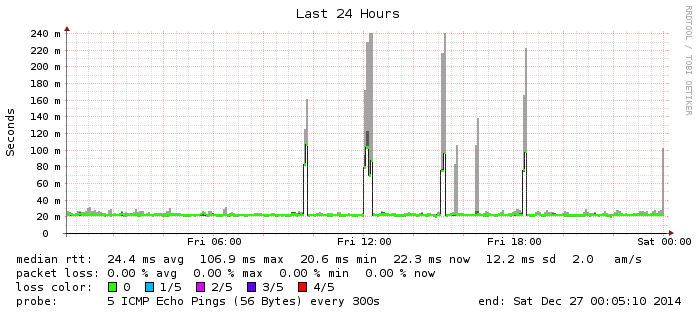 Last 24 Hours
RRDTOOL / TOBI OETIKER
Seconds
240 m
220 m
200 m
180 m
160 m
140 m
120 m
100 m
80 m
60 m
40 m
20 m
0
Fri 06:00 Fri 12:00 Fri 18:00 Sat 00:00
median rtt: 24.4 ms avg 106.9 ms max 20.6 ms min 22.3 ms now 12.2 ms sd 2.0 am/s
packet loss: 0.00 % avg 0.00 % max 0.00 % min 0.00 % now
loss color: 0 1/5 2/5 3/5 4/5
probe: 5 ICMP Echo Pings (56 Bytes) every 300s end: Sat Dec 27 00:05:10 2014